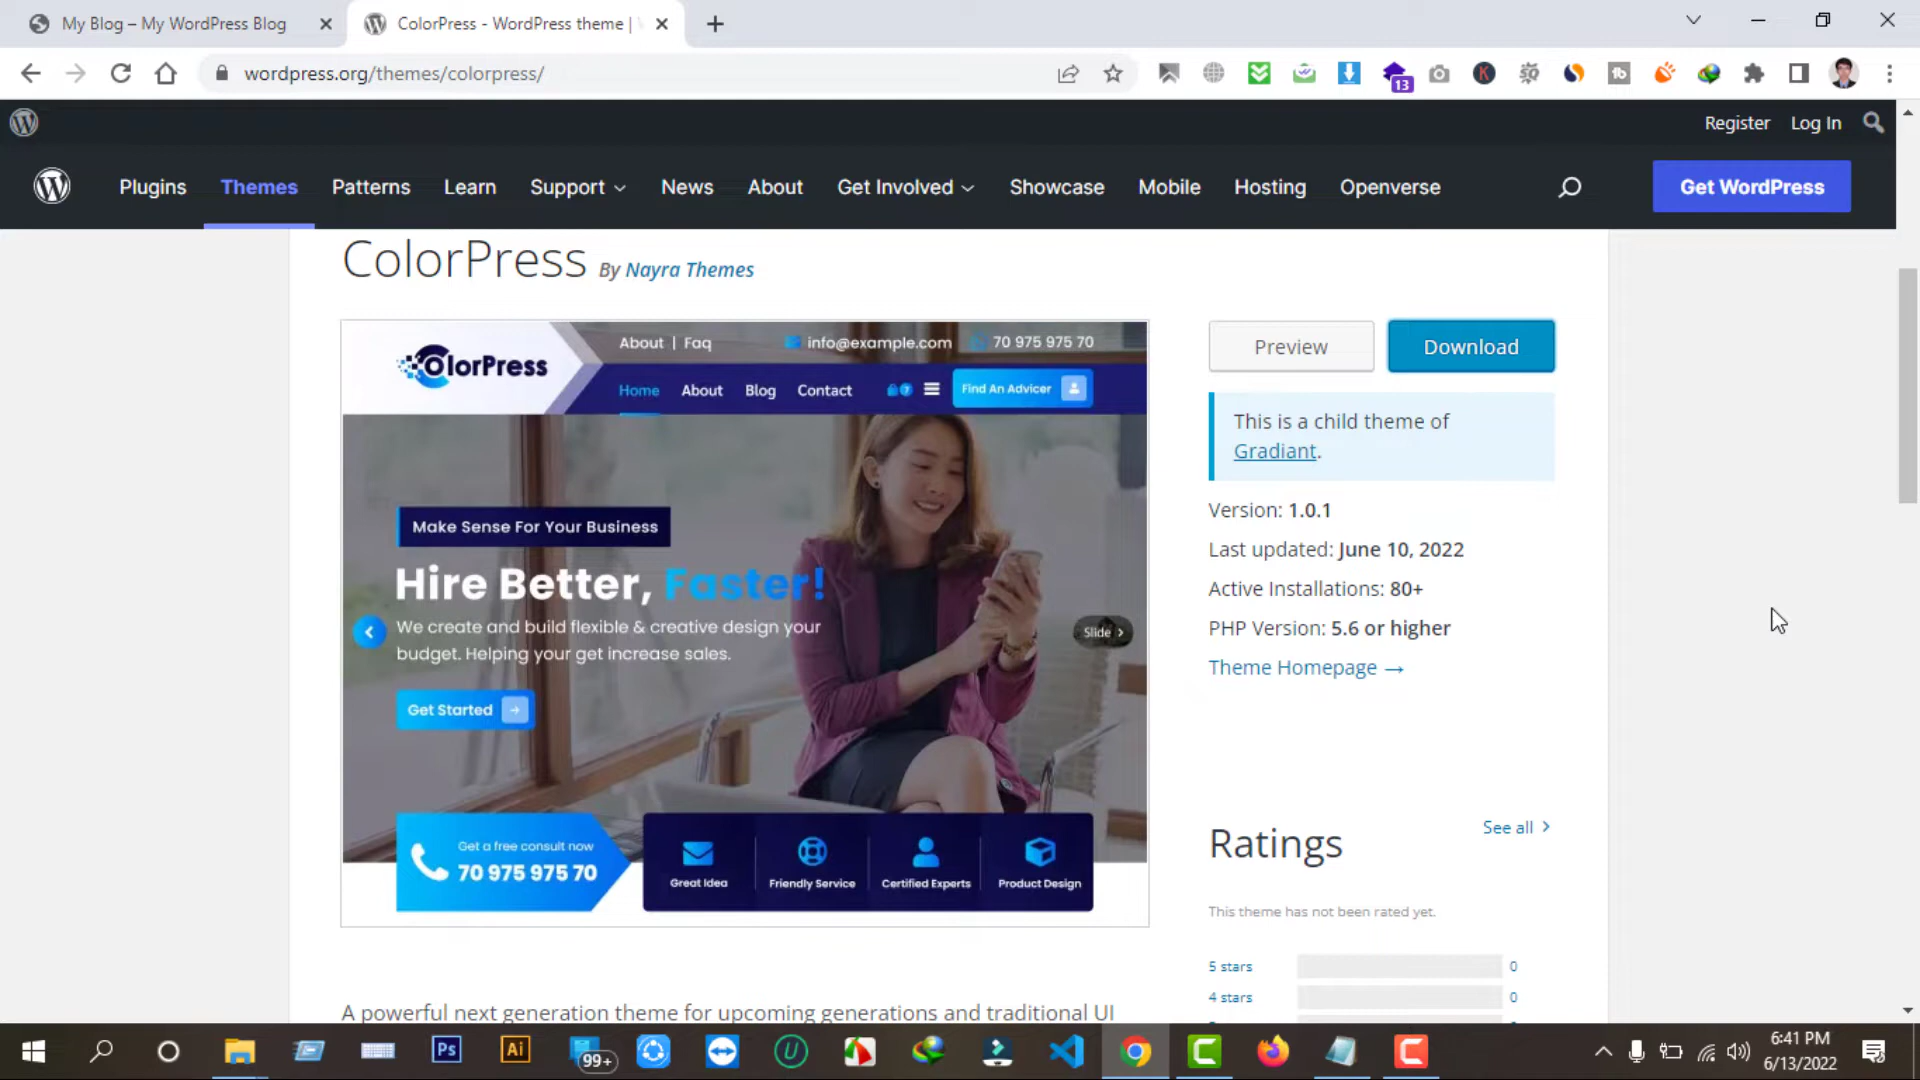 My Blog – My WordPress Blog
ColorPress - WordPress theme |
wordpress.org/themes/colorpress/
13
Register Log In
Plugins Themes Patterns Learn Support News About Get Involved Showcase Mobile Hosting Openverse Get WordPress
ColorPress By Nayra Themes
ColorPress
About | Faq info@example.com 70 975 975 70
Home About Blog Contact Find An Advicer
Make Sense For Your Business
Hire Better, Faster!
We create and build flexible & creative design your
budget. Helping your get increase sales.
Slide
Get Started
Get a free consult now
70 975 975 70
Great Idea Friendly Service Certified Experts Product Design
A powerful next generation theme for upcoming generations and traditional UI
Preview Download
This is a child theme of
Gradiant.
Version: 1.0.1
Last updated: June 10, 2022
Active Installations: 80+
PHP Version: 5.6 or higher
Theme Homepage →
Ratings See all
This theme has not been rated yet.
5 stars 0
4 stars 0
Ps Ai 99+
6:41 PM
6/13/2022